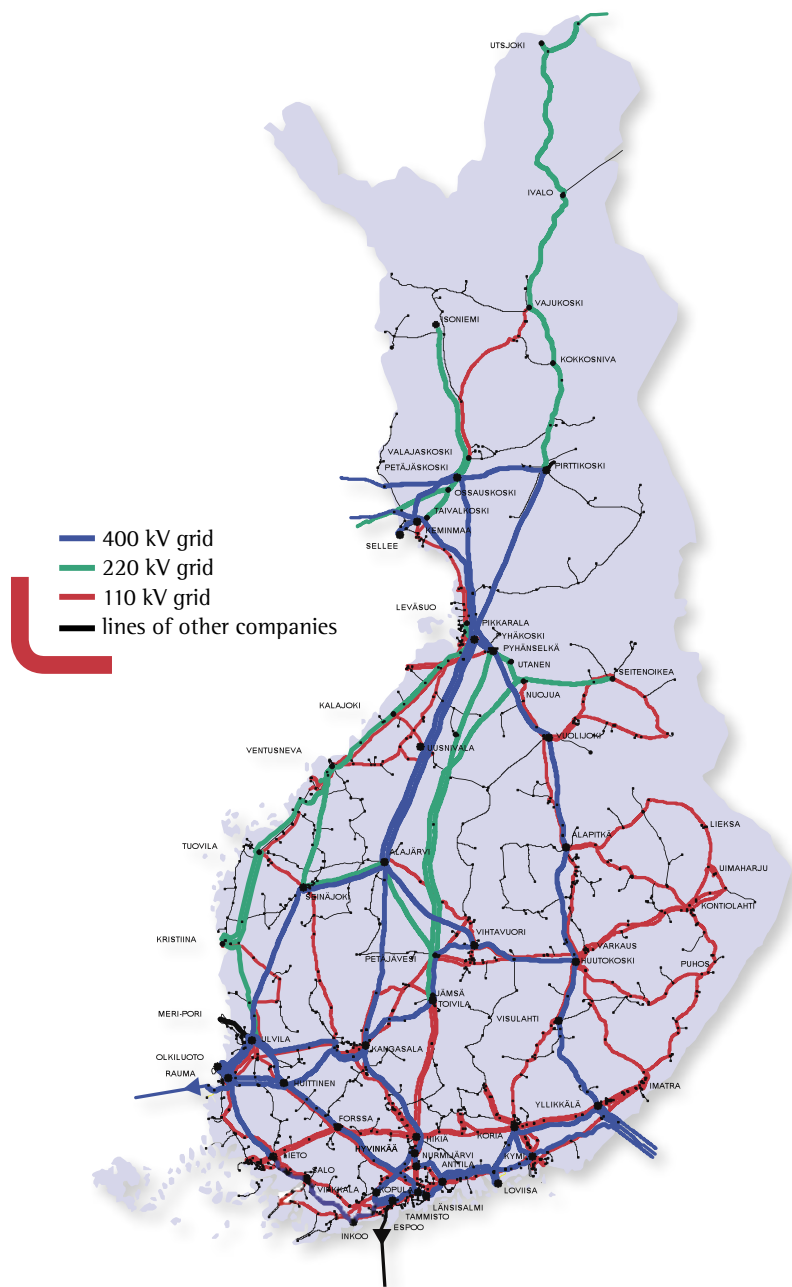 UTSJOKI
IVALO
VAJUKOSKI
ISONIEMI
KOKKOSNIVA
VALAJASKOSKI
PETÄJÄSKOSKI
PIRTTIKOSKI
OSSAUSKOSKI
TAIVALKOSKI
KEMINMAA
SELLEE
400 kV grid
220 kV grid
110 kV grid
lines of other companies
LEVÄSUO
PIKKARALA
PYHÄKOSKI
PYHÄNSELKÄ
UTANEN
SEITENOIKEA
NUOJUA
KALAJOKI
VUOLIJOKI
UUSNIVALA
VENTUSNEVA
LIEKSA
ALAPITKÄ
TUOVILA
ALAJÄRVI
UIMAHARJU
SEINÄJOKI
KONTIOLAHTI
VIHTAVUORI
KRISTIINA
VARKAUS
PETÄJÄVESI
HUUTOKOSKI
PUHOS
JÄMSÄ
TOIVILA
MERI-PORI
VISULAHTI
ULVILA
KANGASALA
OLKILUOTO
RAUMA
HUITTINEN
IMATRA
YLLIKKÄLÄ
FORSSA
KORIA
HIKIA
HYVINKÄÄ
NURMIJÄRVI
LIETO
ANTTILA
KYMI
SALO
VIRKKALA
KOPULA
LOVIISA
LÄNSISALMI
TAMMISTO
ESPOO
INKOO